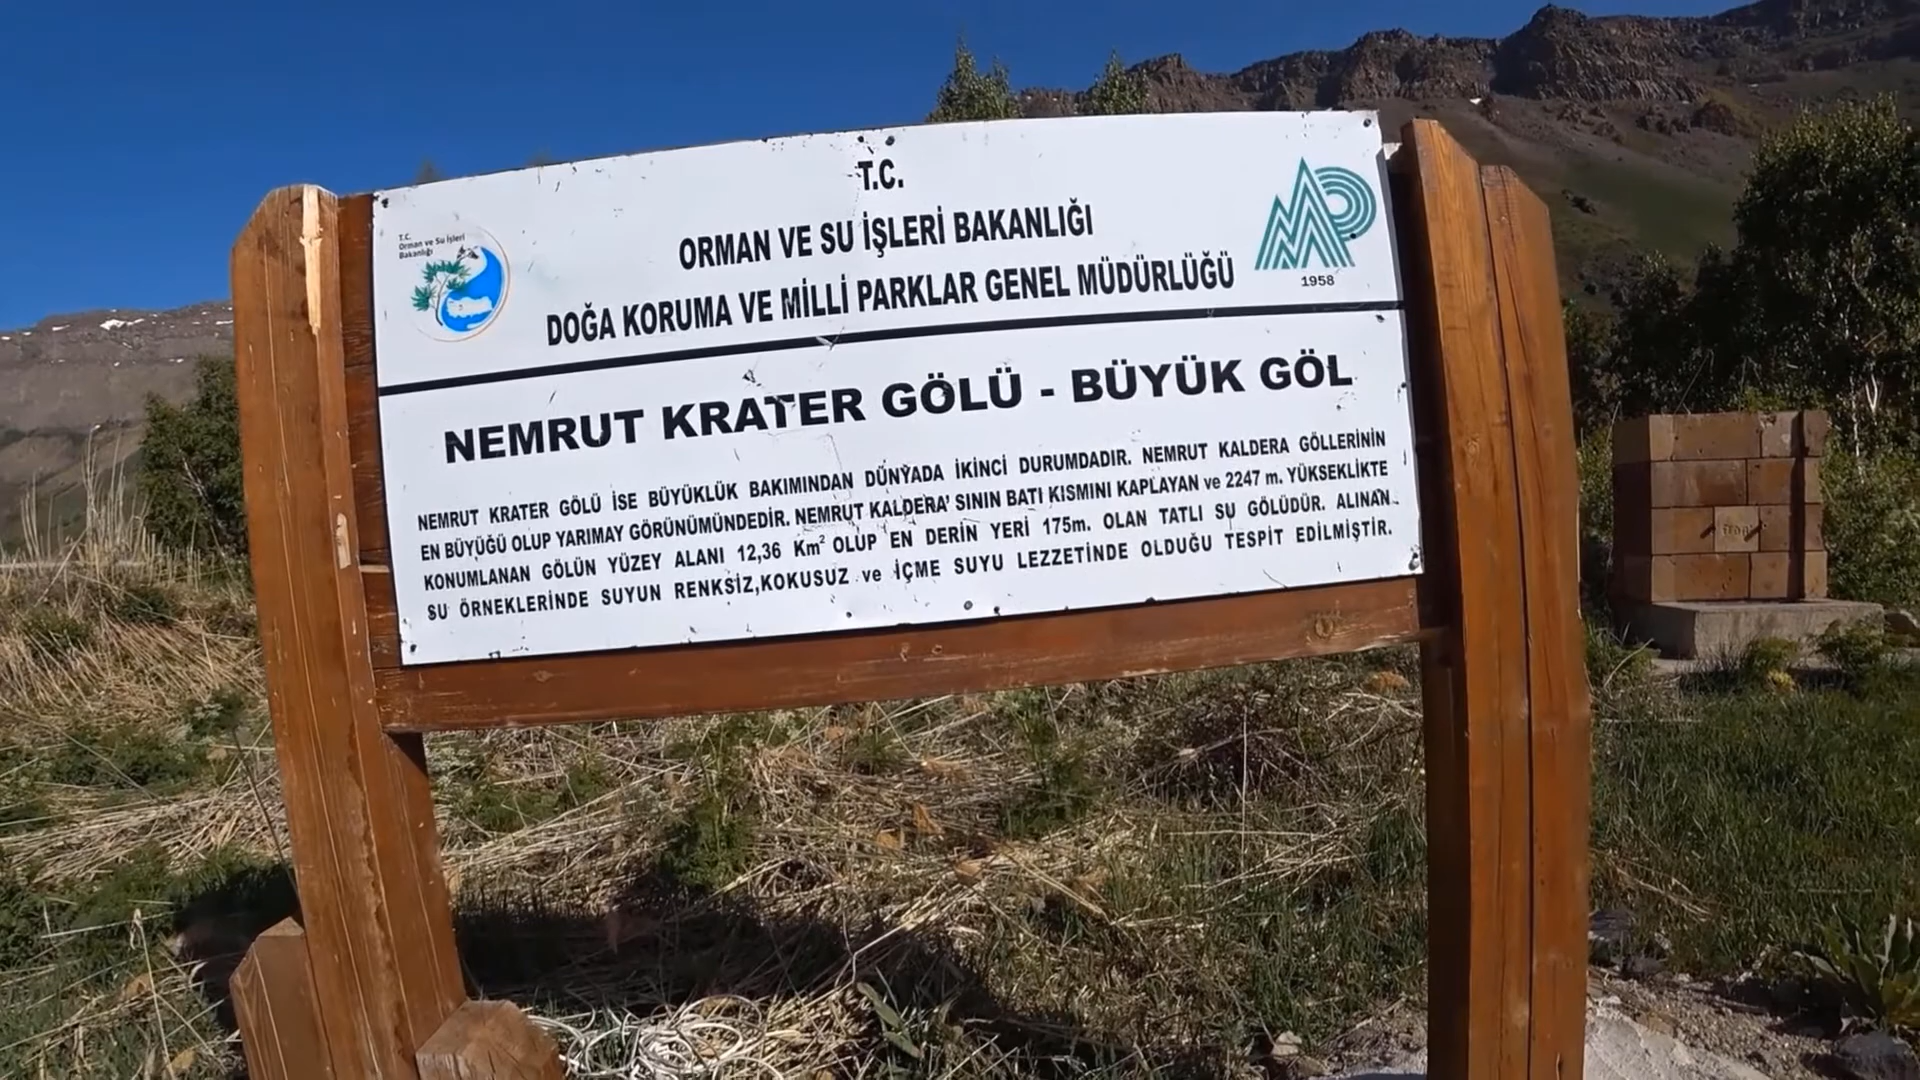 T.C.
Orman ve Su İşleri
Bakanlığı
T.C.
ORMAN VE SU İŞLERİ BAKANLIĞI
DOĞA KORUMA VE MİLLİ PARKLAR GENEL MÜDÜRLÜĞÜ
MP
1958
NEMRUT KRATER GÖLÜ - BÜYÜK GÖL
NEMRUT KRATER GÖLÜ İSE BÜYÜKLÜK BAKIMINDAN DÜNYADA İKİNCİ DURUMDADIR. NEMRUT KALDERA GÖLLERİNİN
EN BÜYÜĞÜ OLUP YARIMAY GÖRÜNÜMÜNDEDİR. NEMRUT KALDERA' SININ BATI KISMINI KAPLAYAN ve 2247 m. YÜKSEKLİKTE
KONUMLANAN GÖLÜN YÜZEY ALANI 12,36 Km² OLUP EN DERİN YERİ 175m. OLAN TATLI SU GÖLÜDÜR. ALINAN
SU ÖRNEKLERİNDE SUYUN RENKSİZ,KOKUSUZ ve İÇME SUYU LEZZETİNDE OLDUĞU TESPİT EDİLMİŞTİR.